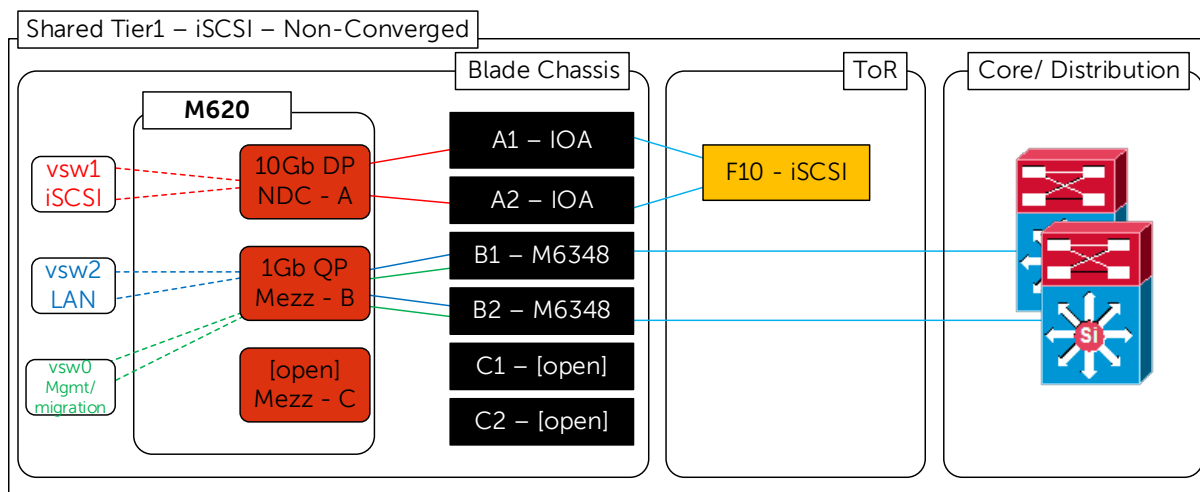 Shared Tier1 – iSCSI – Non-Converged
Blade Chassis
ToR
Core/ Distribution
M620
vsw1
iSCSI
10Gb DP
NDC - A
A1 – IOA
A2 – IOA
F10 - iSCSI
vsw2
LAN
1Gb QP
Mezz - B
B1 – M6348
B2 – M6348
vsw0
Mgmt/
migration
[open]
Mezz - C
C1 – [open]
C2 – [open]
Si